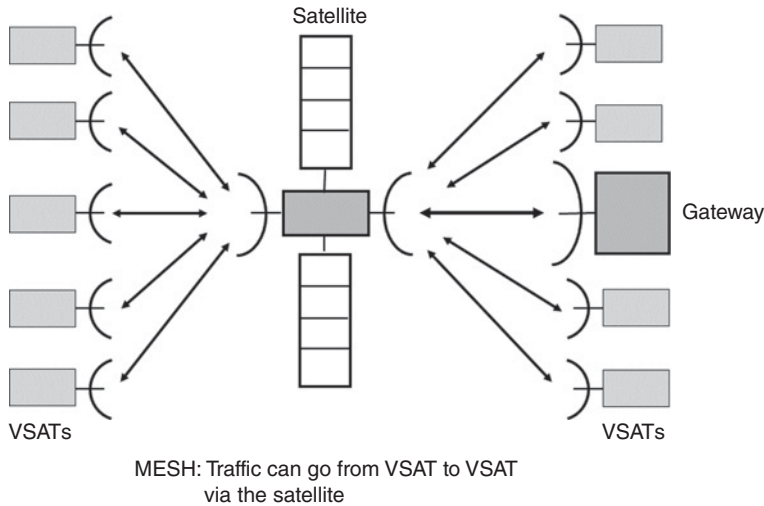 Satellite
Gateway
VSATs
VSATs
MESH: Traffic can go from VSAT to VSAT
via the satellite